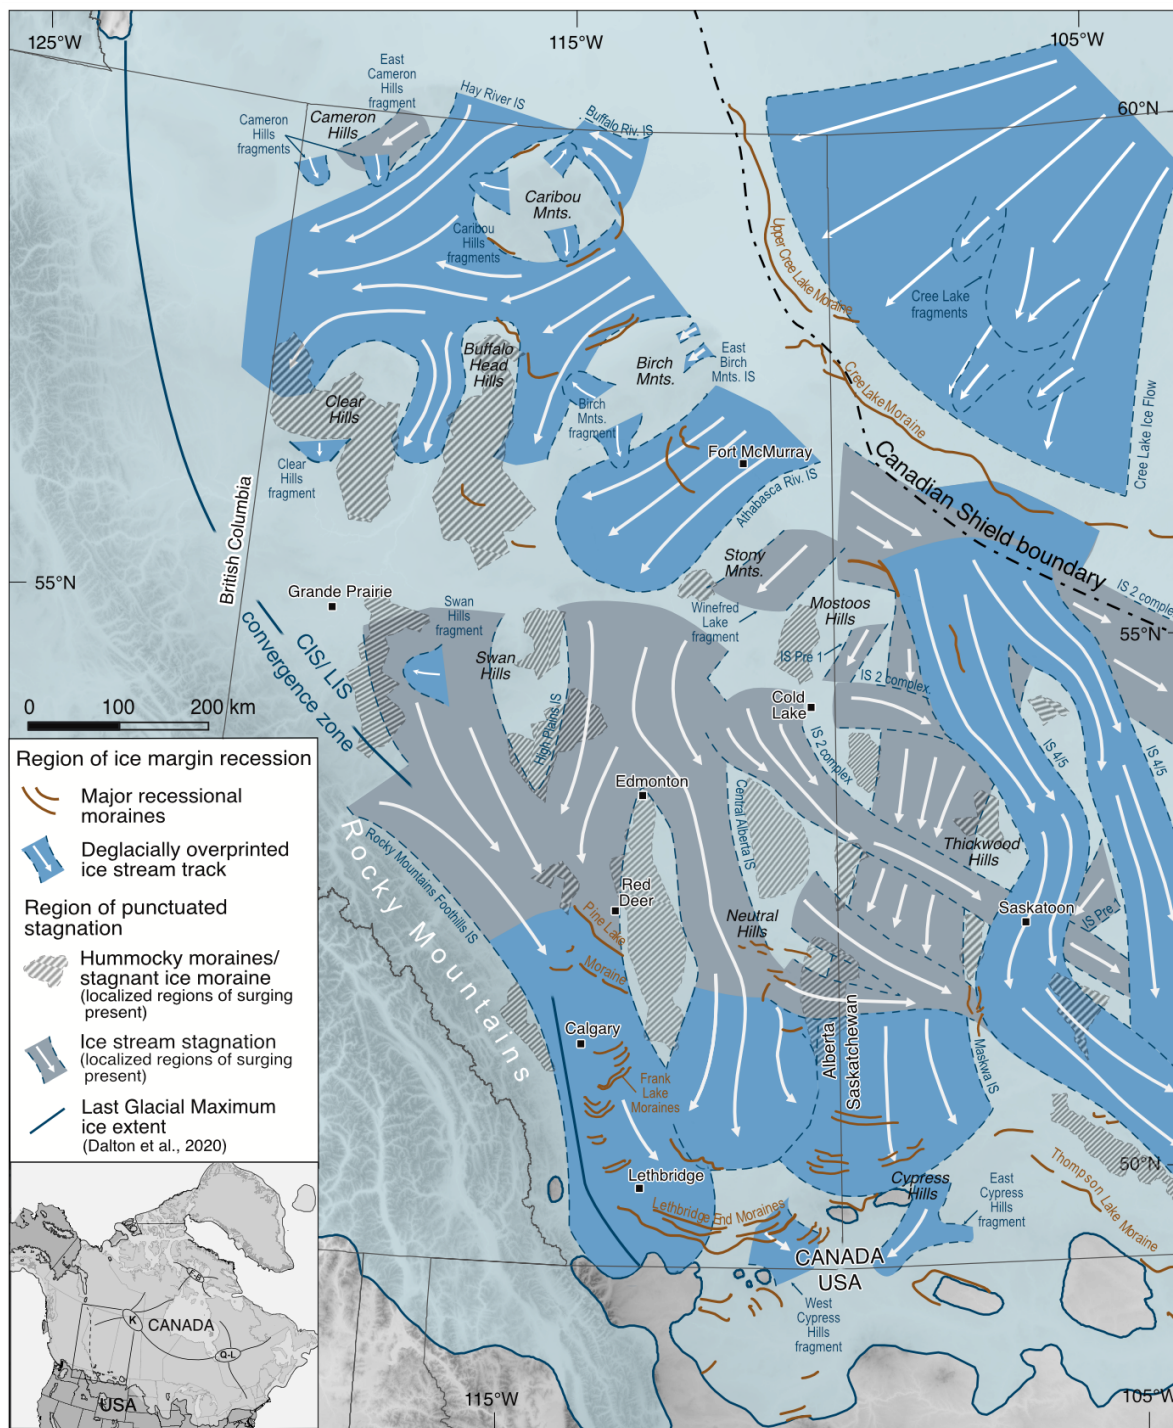 125°W
115°W
105°W
60°N
East
Cameron
Hills
fragment
Hay River IS
Cameron
Hills
fragments
Cameron
Hills
Buffalo Riv. IS
Caribou
Mnts.
Caribou
Hills
fragments
Upper Cree Lake Moraine
Cree Lake
fragments
Buffalo
Head
Hills
Birch
Mnts.
East
Birch
Mnts. IS
Clear
Hills
Birch
Mnts.
fragment
Cree Lake Moraine
Cree Lake Ice Flow
Clear
Hills
fragment
Fort McMurray
Athabasca Riv. IS
Canadian Shield boundary
British Columbia
Stony
Mnts.
55°N
Grande Prairie
Swan
Hills
fragment
Winefred
Lake
fragment
Mostoos
Hills
IS 2 complex
55°N
CIS/ LIS
convergence zone
Swan
Hills
IS Pre 1
IS 2 complex
0
100
200 km
High Plains IS
Cold
Lake
IS 2 complex
IS 4/5
IS 4/5
Edmonton
Central Alberta IS
Thickwood
Hills
Rocky Mountains
Rocky Mountains Foothills IS
Red
Deer
Pine Lake
Moraine
Neutral
Hills
Saskatoon
IS Pre 1
Calgary
Alberta
Saskatchewan
Maskwa IS
Frank
Lake
Moraines
Lethbridge
Lethbridge End Moraines
Cypress
Hills
East
Cypress
Hills
fragment
50°N
Thompson Lake Moraine
CANADA
USA
West
Cypress
Hills
fragment
115°W
105°W
Region of ice margin recession
Major recessional
moraines
Deglacially overprinted
ice stream track
Region of punctuated
stagnation
Hummocky moraines/
stagnant ice moraine
(localized regions of surging
present)
Ice stream stagnation
(localized regions of surging
present)
Last Glacial Maximum
ice extent
(Dalton et al., 2020)
K
CANADA
Q-L
USA